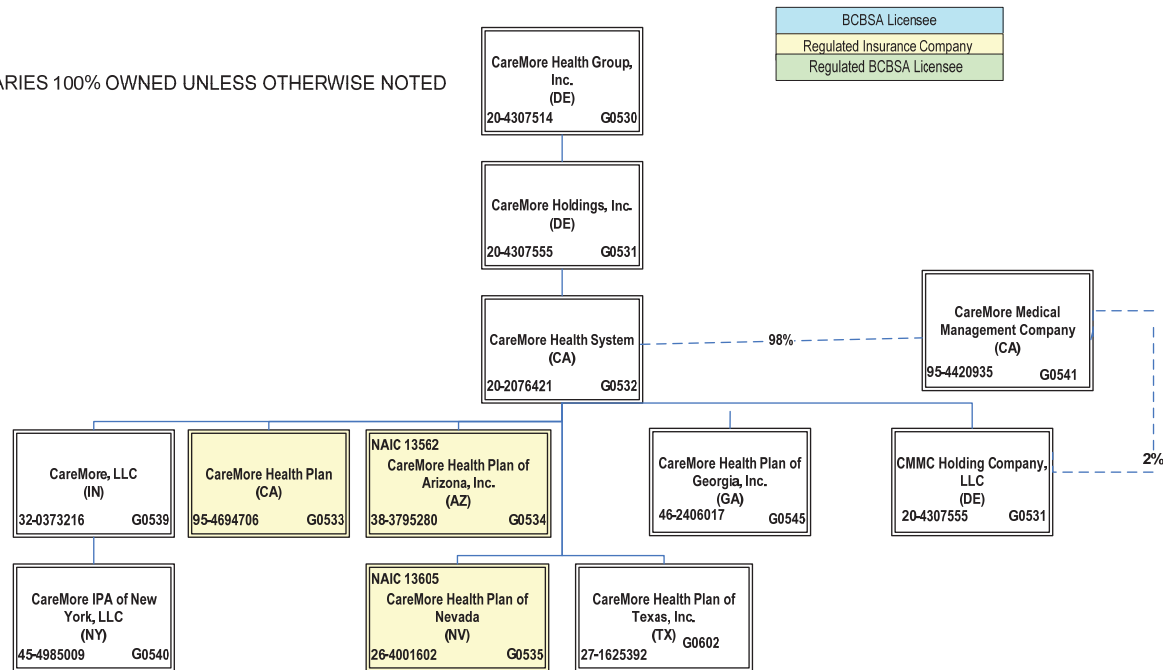 BCBSA Licensee
Regulated Insurance Company
Regulated BCBSA Licensee
ARIES 100% OWNED UNLESS OTHERWISE NOTED
CareMore Health Group,
Inc.
(DE)
20-4307514 G0530
CareMore Holdings, Inc.
(DE)
20-4307555 G0531
CareMore Health System
(CA)
20-2076421 G0532
98%
CareMore Medical
Management Company
(CA)
95-4420935 G0541
2%
CareMore, LLC
(IN)
32-0373216 G0539
CareMore Health Plan
(CA)
95-4694706 G0533
NAIC 13562
CareMore Health Plan of
Arizona, Inc.
(AZ)
38-3795280 G0534
CareMore Health Plan of
Georgia, Inc.
(GA)
46-2406017 G0545
CMMC Holding Company,
LLC
(DE)
20-4307555 G0531
CareMore IPA of New
York, LLC
(NY)
45-4985009 G0540
NAIC 13605
CareMore Health Plan of
Nevada
(NV)
26-4001602 G0535
CareMore Health Plan of
Texas, Inc.
(TX) G0602
27-1625392